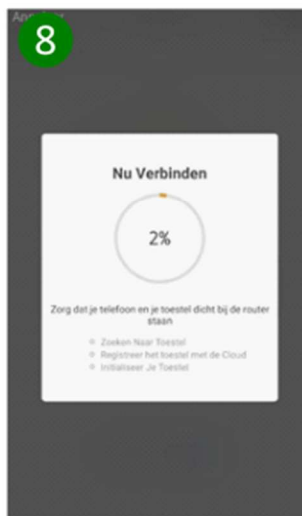 8
Nu Verbinden
2%
Zorg dat je telefoon en je toestel dicht bij de router
staan
Zoeken Naar Toestel
Registreer het toestel met de Cloud
Initialiseer Je Toestel